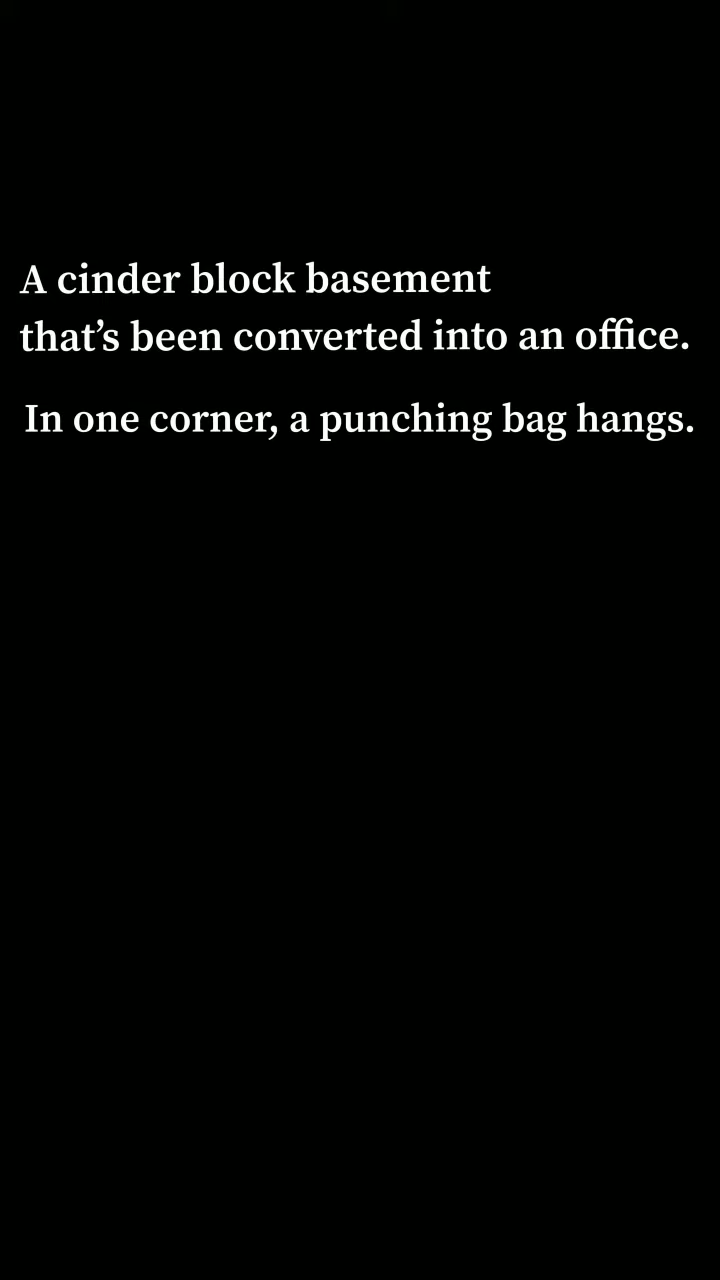 A cinder block basement
that’s been converted into an office.
In one corner, a punching bag hangs.